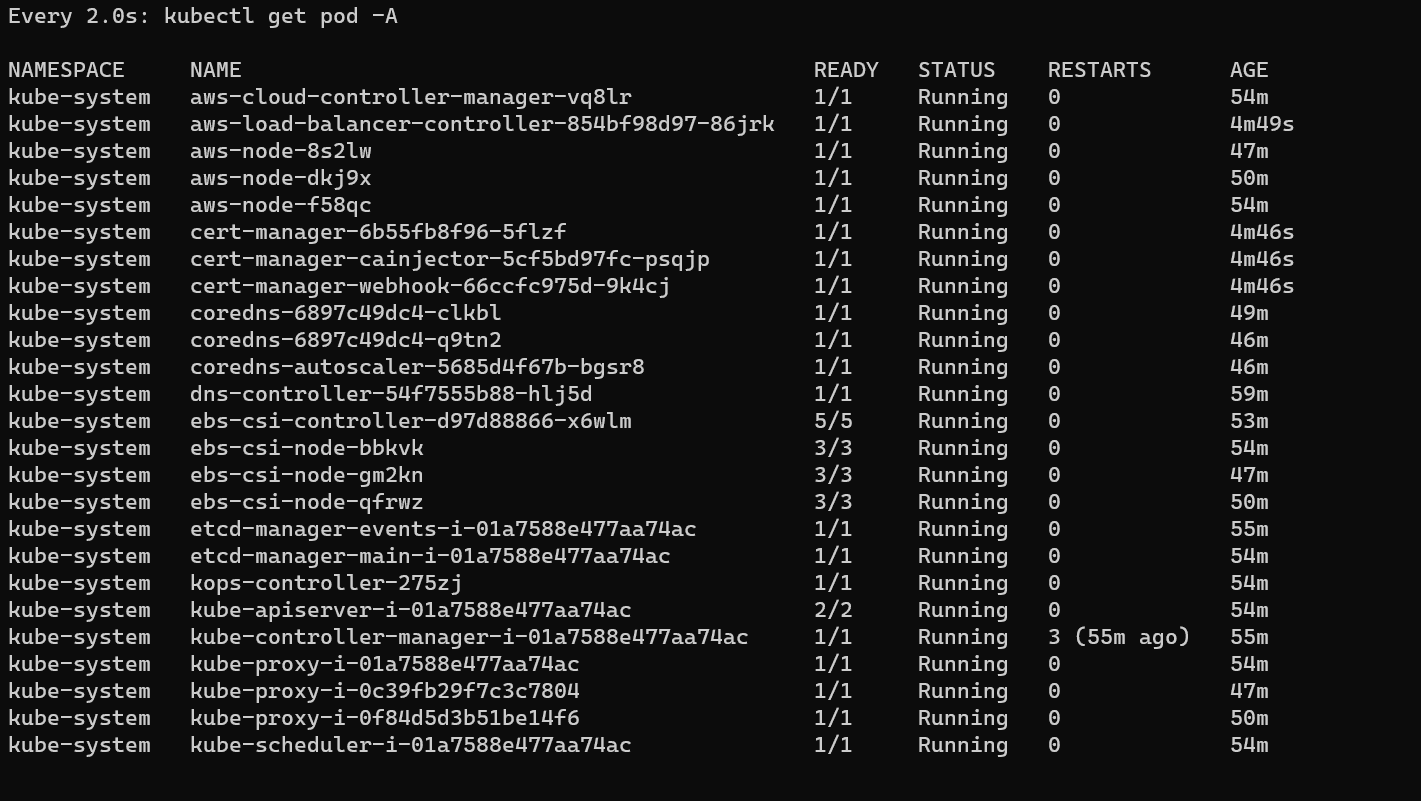 Every 2.0s: kubectl get pod -A
NAMESPACE NAME READY STATUS RESTARTS AGE
kube-system aws-cloud-controller-manager-vq8lr 1/1 Running 0 54m
kube-system aws-load-balancer-controller-854bf98d97-86jrk 1/1 Running 0 4m49s
kube-system aws-node-8s2lw 1/1 Running 0 47m
kube-system aws-node-dkj9x 1/1 Running 0 50m
kube-system aws-node-f58qc 1/1 Running 0 54m
kube-system cert-manager-6b55fb8f96-5flzf 1/1 Running 0 4m46s
kube-system cert-manager-cainjector-5cf5bd97fc-psqjp 1/1 Running 0 4m46s
kube-system cert-manager-webhook-66ccfc975d-9k4cj 1/1 Running 0 4m46s
kube-system coredns-6897c49dc4-clkbl 1/1 Running 0 49m
kube-system coredns-6897c49dc4-q9tn2 1/1 Running 0 46m
kube-system coredns-autoscaler-5685d4f67b-bgsr8 1/1 Running 0 46m
kube-system dns-controller-54f7555b88-hlj5d 1/1 Running 0 59m
kube-system ebs-csi-controller-d97d88866-x6wlm 5/5 Running 0 53m
kube-system ebs-csi-node-bbkvk 3/3 Running 0 54m
kube-system ebs-csi-node-gm2kn 3/3 Running 0 47m
kube-system ebs-csi-node-qfrwz 3/3 Running 0 50m
kube-system etcd-manager-events-i-01a7588e477aa74ac 1/1 Running 0 55m
kube-system etcd-manager-main-i-01a7588e477aa74ac 1/1 Running 0 54m
kube-system kops-controller-275zj 1/1 Running 0 54m
kube-system kube-apiserver-i-01a7588e477aa74ac 2/2 Running 0 54m
kube-system kube-controller-manager-i-01a7588e477aa74ac 1/1 Running 3 (55m ago) 55m
kube-system kube-proxy-i-01a7588e477aa74ac 1/1 Running 0 54m
kube-system kube-proxy-i-0c39fb29f7c3c7804 1/1 Running 0 47m
kube-system kube-proxy-i-0f84d5d3b51be14f6 1/1 Running 0 50m
kube-system kube-scheduler-i-01a7588e477aa74ac 1/1 Running 0 54m